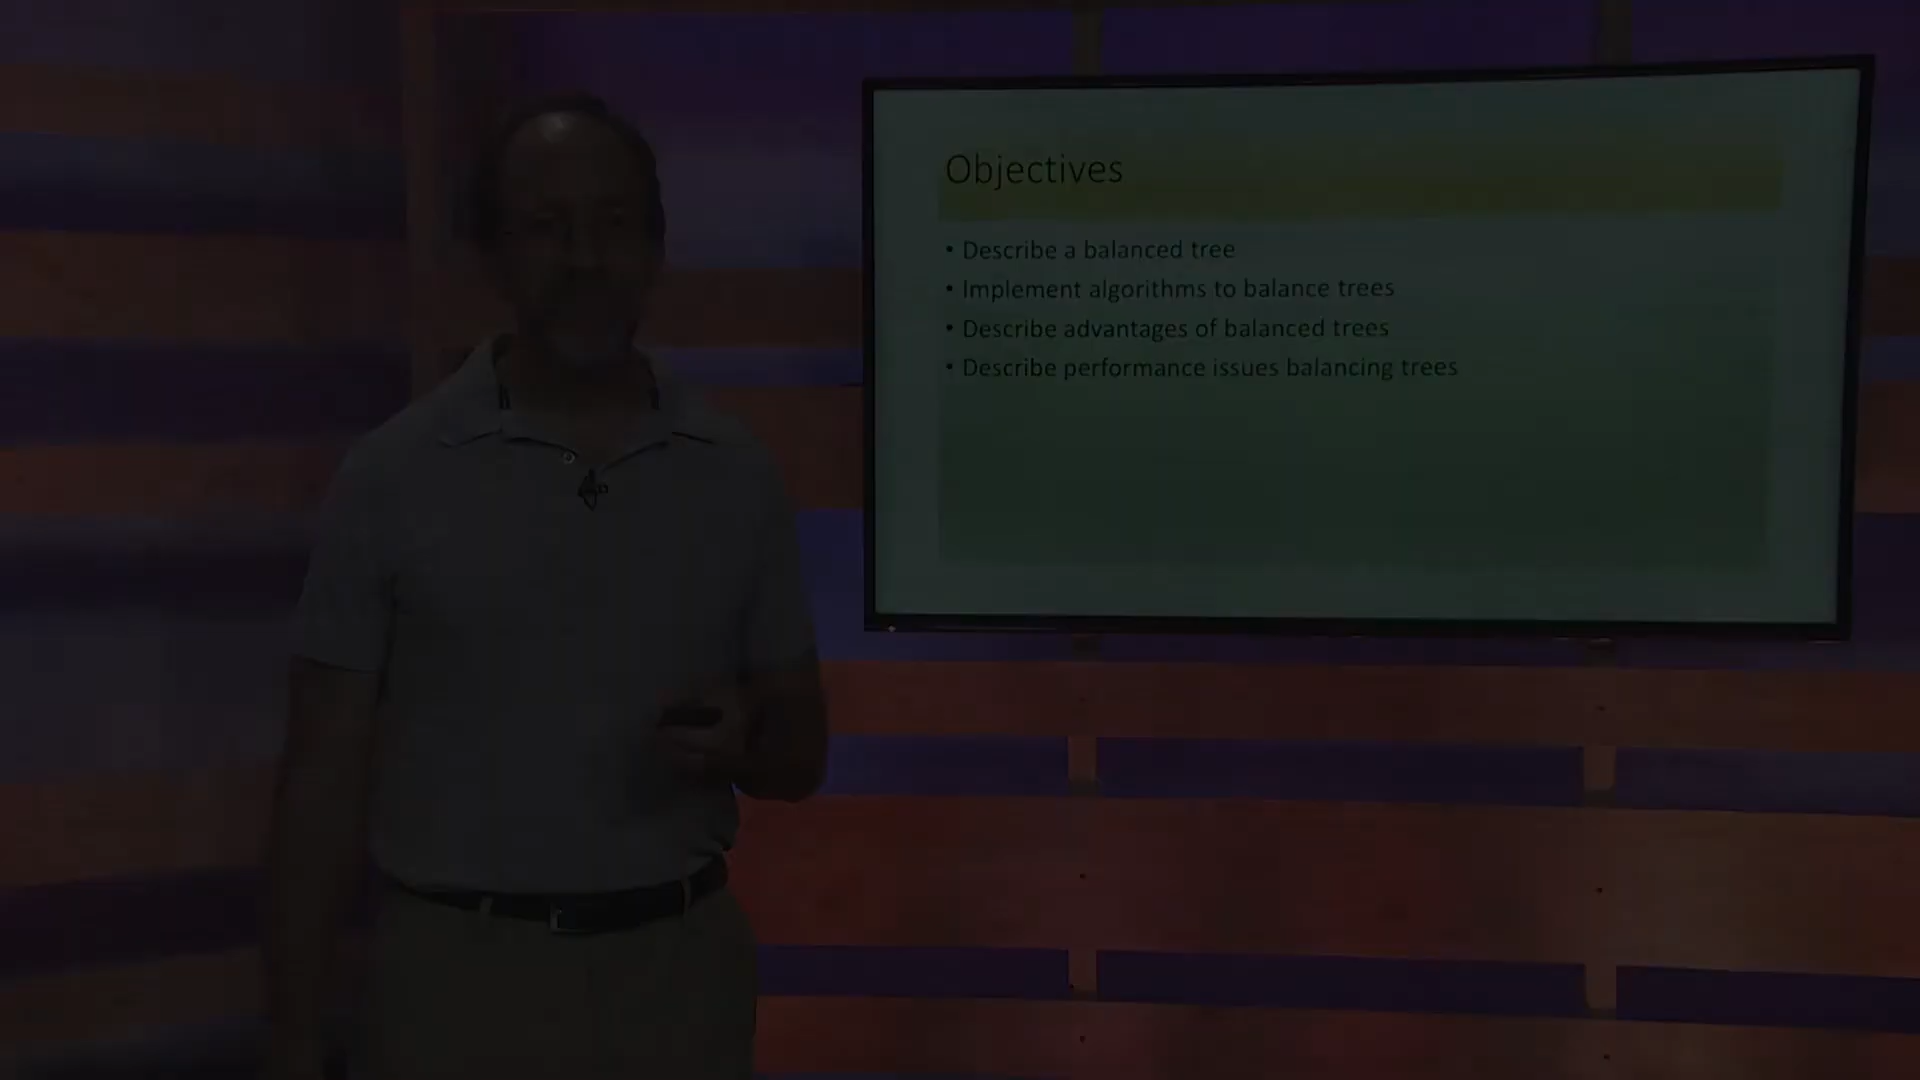 Objectives
• Describe a balanced tree
• Implement algorithms to balance trees
• Describe advantages of balanced trees
• Describe performance issues balancing trees